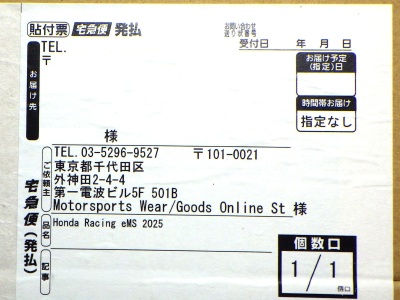 貼付票 宅急便 発払
お問い合わせ
送り状番号
受付日 年 月 日
お届け先
TEL.
〒
様
お届け予定
(指定)日
時間帯お届け
指定なし
ご依頼主
TEL.03-5296-9527 〒101-0021
東京都千代田区
外神田2-4-4
第一電波ビル5F 501B
Motorsports Wear/Goods Online St 様
宅急便(発払)
品名
Honda Racing eMS 2025
記事
個数口
1/1
個口